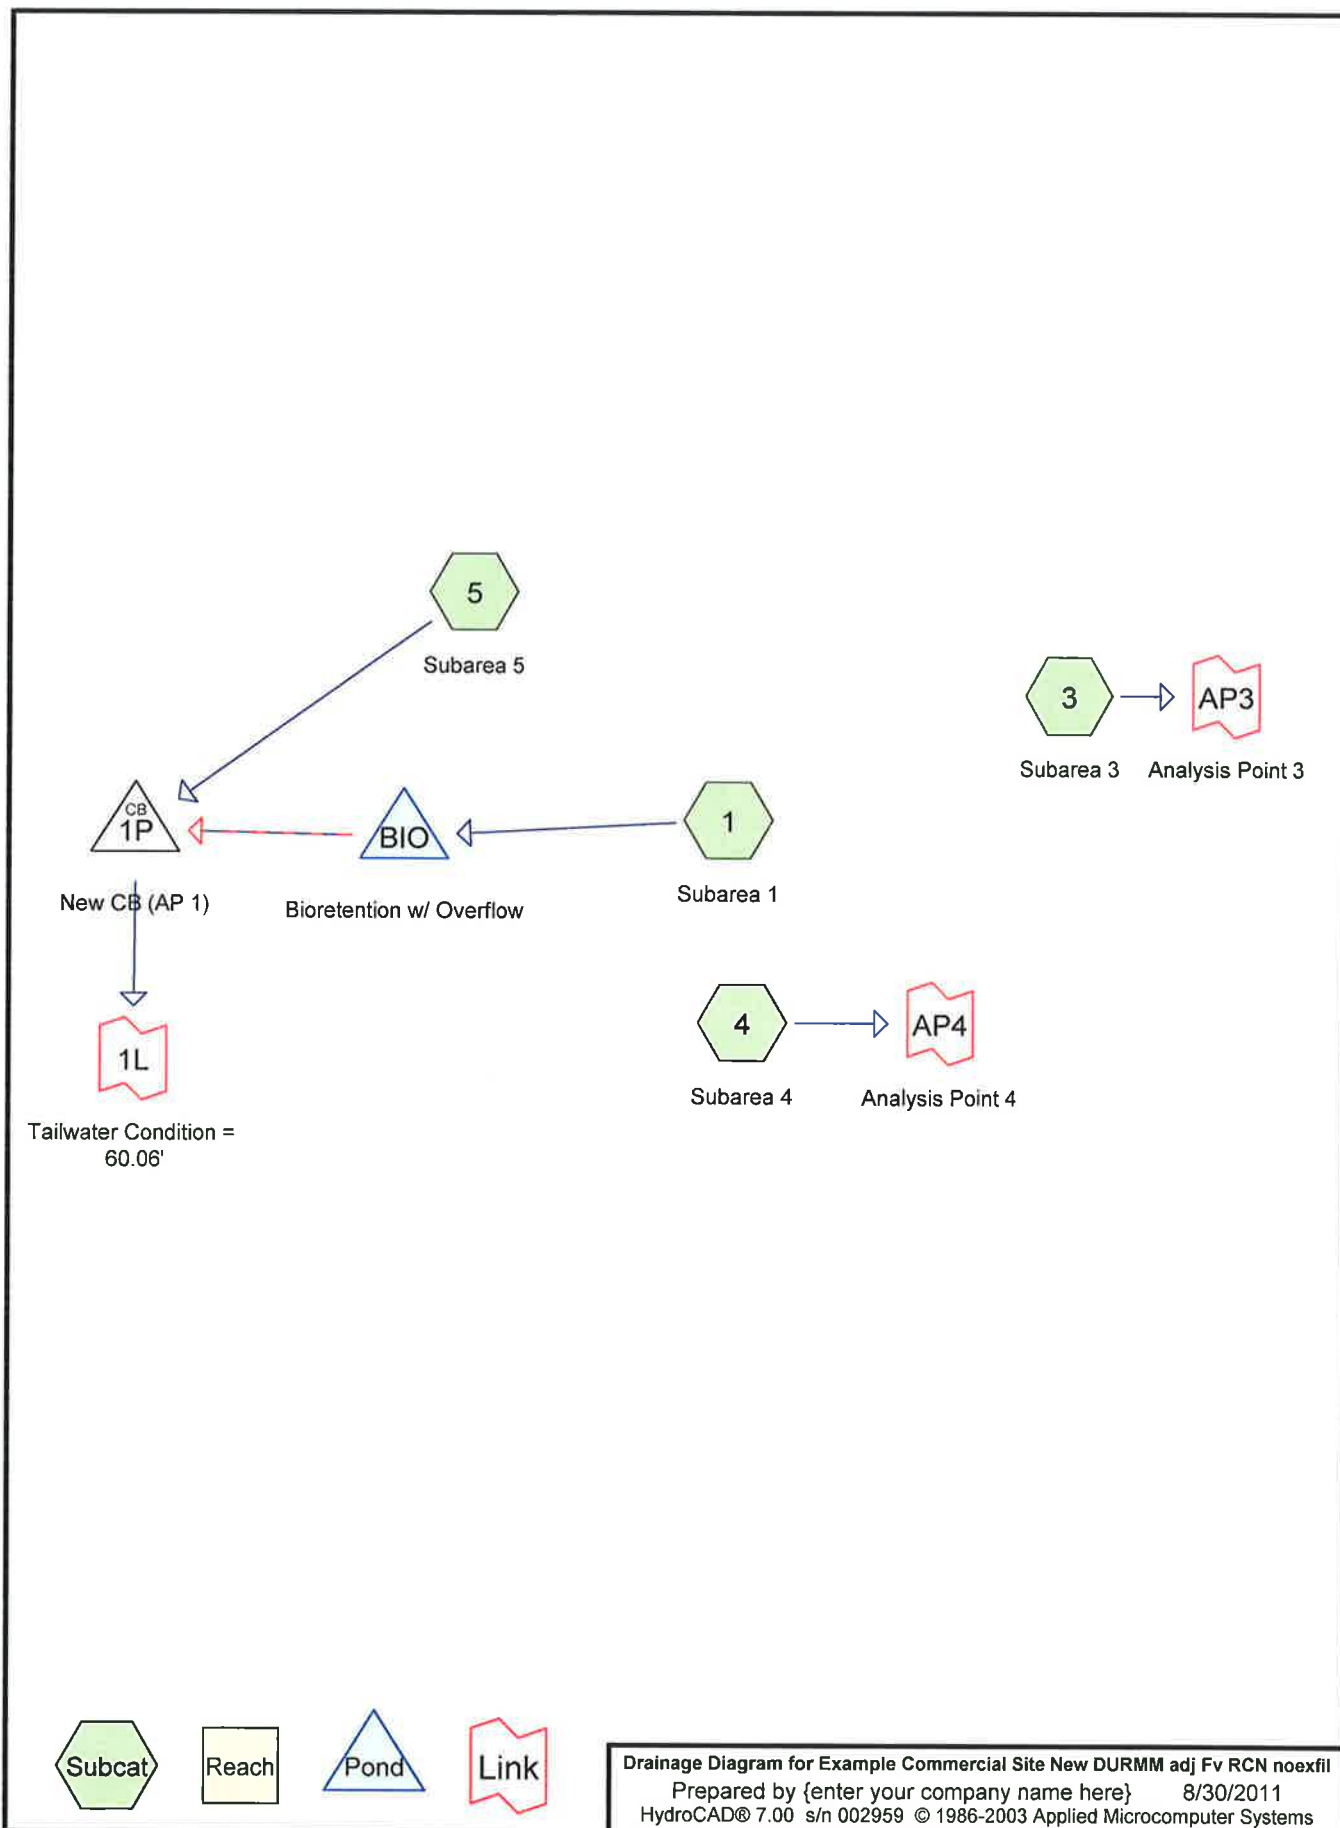 5
Subarea 5
3
AP3
Subarea 3
Analysis Point 3
CB
1P
New CB (AP 1)
BIO
Bioretention w/ Overflow
1
Subarea 1
4
AP4
Subarea 4
Analysis Point 4
1L
Tailwater Condition =
60.06'
Subcat
Reach
Pond
Link
Drainage Diagram for Example Commercial Site New DURMM adj Fv RCN noexfil
Prepared by {enter your company name here} 8/30/2011
HydroCAD® 7.00 s/n 002959 © 1986-2003 Applied Microcomputer Systems